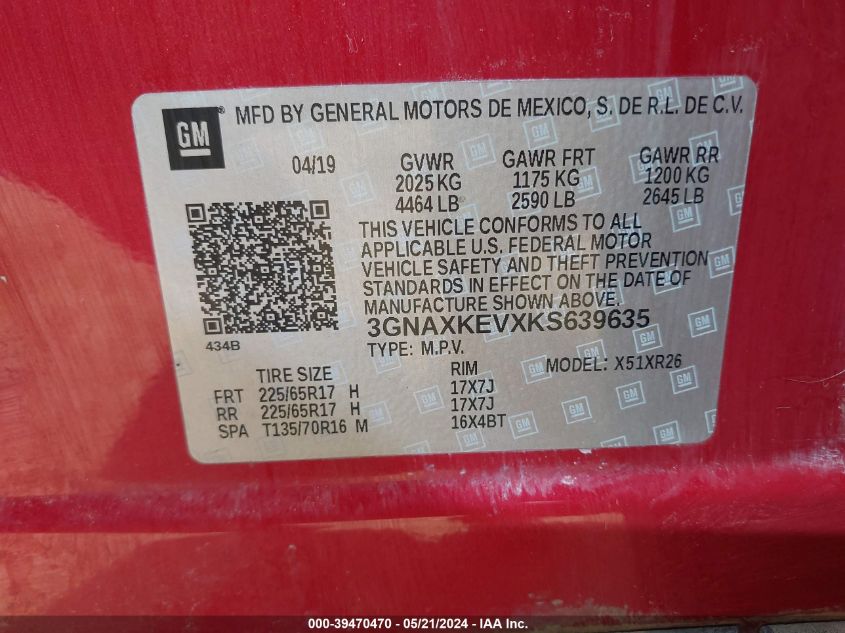 GM® MFD BY GENERAL MOTORS DE MEXICO, S. DE R.L. DE C.V.
04/19 GVWR GAWR FRT GAWR RR
2025 KG 1175 KG 1200 KG
4464 LB 2590 LB 2645 LB
THIS VEHICLE CONFORMS TO ALL
APPLICABLE U.S. FEDERAL MOTOR
VEHICLE SAFETY AND THEFT PREVENTION
STANDARDS IN EFFECT ON THE DATE OF
MANUFACTURE SHOWN ABOVE.
434B
3GNAXKEVXKS639635
TYPE: M.P.V. MODEL: X51XR26
TIRE SIZE RIM
FRT 225/65R17 H 17X7J
RR 225/65R17 H 17X7J
SPA T135/70R16 M 16X4BT
000-39470470 - 05/21/2024 - IAA Inc.